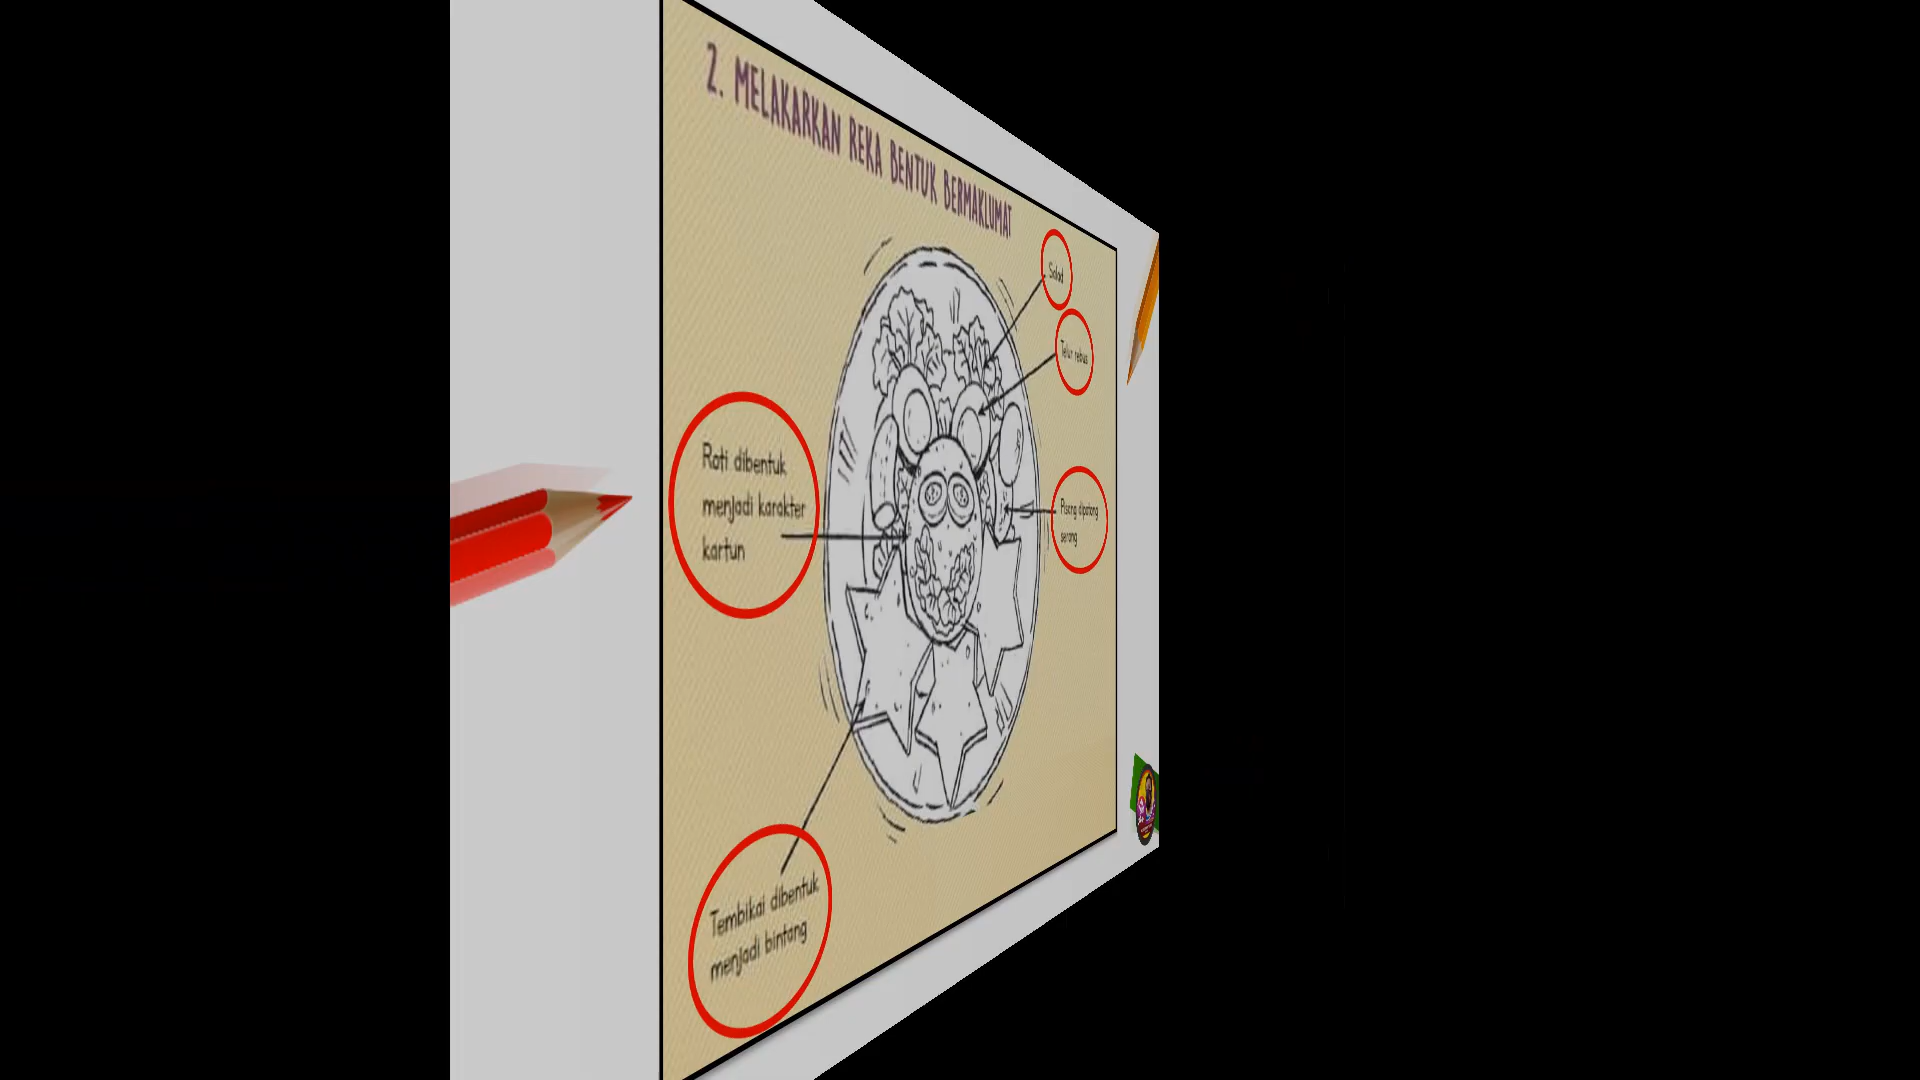 2. MELAKARKAN REKA BENTUK BERMAKLUMAT
Salad
Telur rebus
Roti dibentuk
menjadi karakter
kartun
Pisang dipotong
serong
Tembikai dibentuk
menjadi bintang